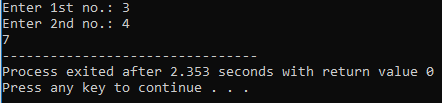 Enter 1st no.: 3
Enter 2nd no.: 4
7
--------------------------------
Process exited after 2.353 seconds with return value 0
Press any key to continue . . .